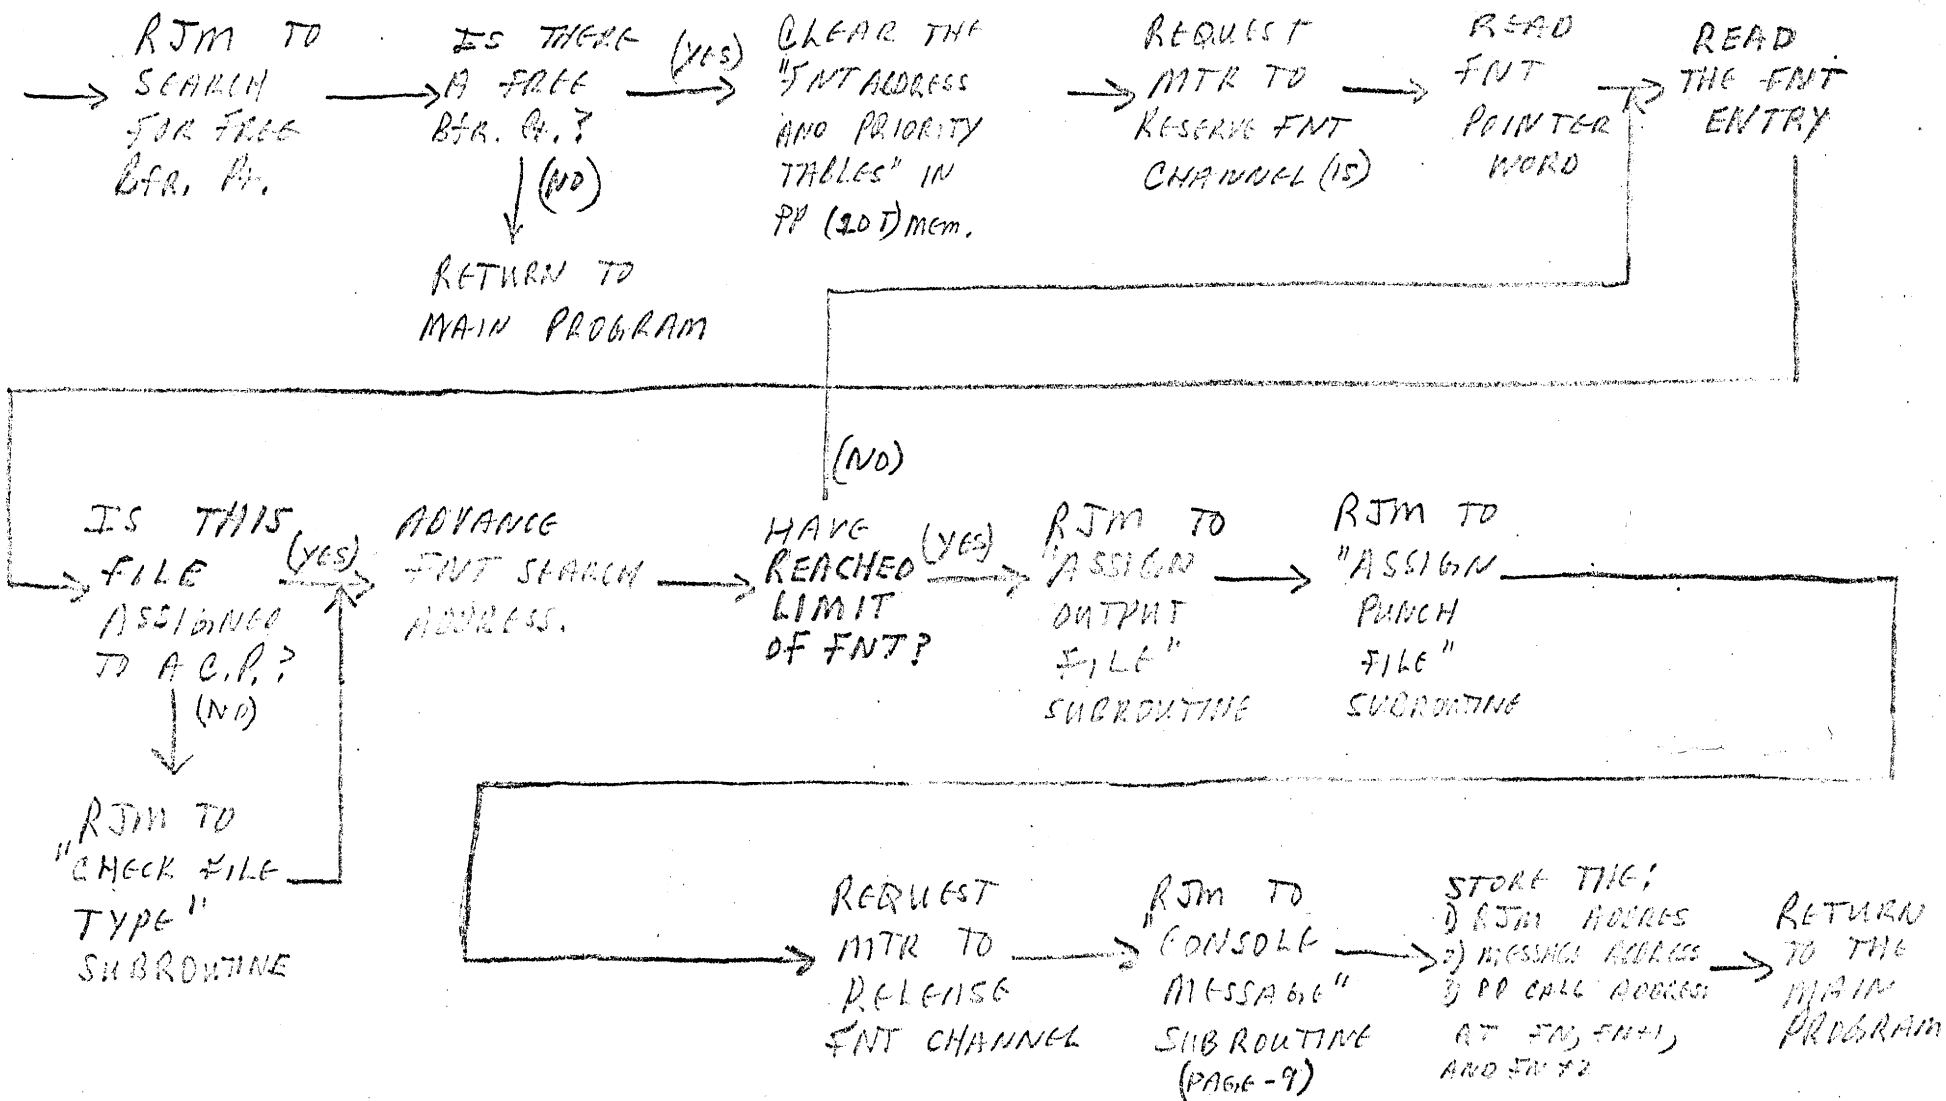 RJM TO
SEARCH
FOR FREE
BFR. Pt.
IS THERE
A FREE
BFR. Pt.?
(YES)
(NO)
RETURN TO
MAIN PROGRAM
CLEAR THE
"FNT ADDRESS
AND PRIORITY
TABLES" IN
PP (1DT) mem.
REQUEST
MTR TO
RESERVE FNT
CHANNEL (15)
READ
FNT
POINTER
WORD
READ
THE FNT
ENTRY
IS THIS
FILE
ASSIGNED
TO A C.P.?
(YES)
(NO)
RJM TO
"CHECK FILE
TYPE"
SUBROUTINE
ADVANCE
FNT SEARCH
ADDRESS.
HAVE
REACHED
LIMIT
OF FNT?
(NO)
(YES)
RJM TO
"ASSIGN
OUTPUT
FILE"
SUBROUTINE
RJM TO
"ASSIGN
PUNCH
FILE"
SUBROUTINE
REQUEST
MTR TO
RELEASE
FNT CHANNEL
RJM TO
"CONSOLE
MESSAGE"
SUBROUTINE
(PAGE-9)
STORE THE:
1) RJM ADDRES
2) MESSAGE ADDRESS
3) PP CALL ADDRESS
AT FN, FN+1,
AND FN+2
RETURN
TO THE
MAIN
PROGRAM